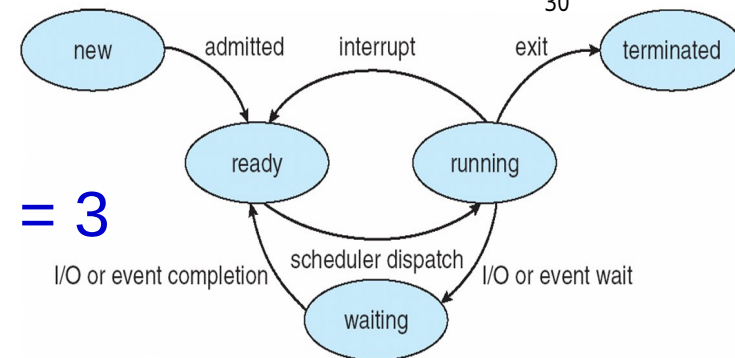 30
new
admitted
interrupt
exit
terminated
ready
running
= 3
scheduler dispatch
I/O or event completion
I/O or event wait
waiting